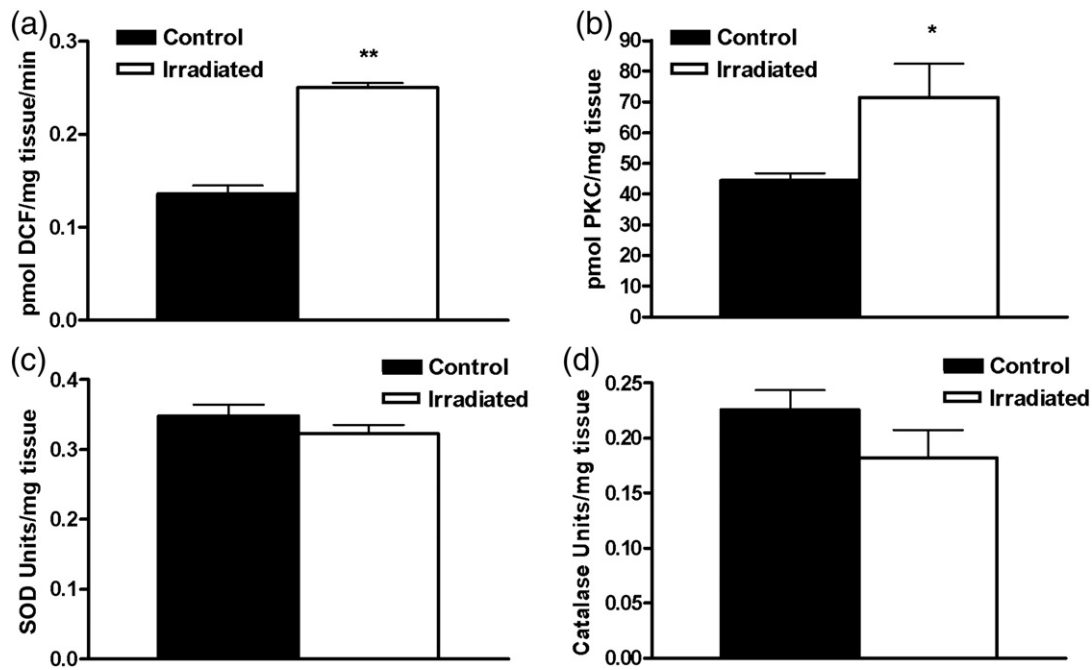 (a)
Control
Irradiated
**
pmol DCF/mg tissue/min
0.3
0.2
0.1
0.0
(b)
Control
Irradiated
*
pmol PKC/mg tissue
90
80
70
60
50
40
30
20
10
0
(c)
Control
Irradiated
SOD Units/mg tissue
0.4
0.3
0.2
0.1
0.0
(d)
Control
Irradiated
Catalase Units/mg tissue
0.25
0.20
0.15
0.10
0.05
0.00